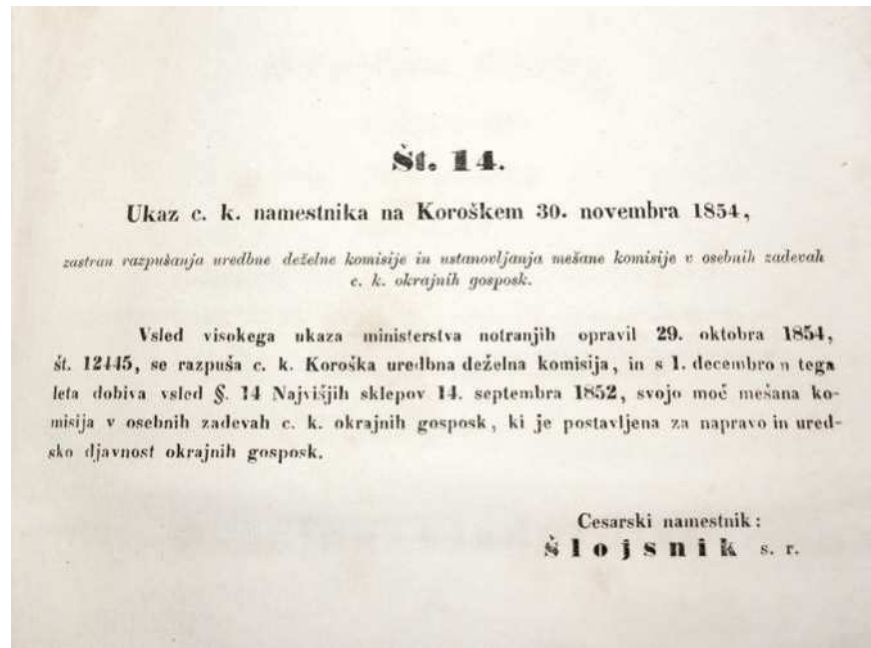 Št. 14.
Ukaz c. k. namestnika na Koroškem 30. novembra 1854,
zastran razpušanja uredbne deželne komisije in ustanovljanja mešane komisije v osebnih zadevah
c. k. okrajnih gosposk.
Vsled visokega ukaza ministerstva notranjih opravil 29. oktobra 1854,
št. 12445, se razpuša c. k. Koroška uredbna deželna komisija, in s 1. decembrom tega
leta dobiva vsled §. 14 Najvišjih sklepov 14. septembra 1852, svojo moč mešana ko-
misija v osebnih zadevah c. k. okrajnih gosposk, ki je postavljena za napravo in ured-
sko djavnost okrajnih gosposk.
Cesarski namestnik:
Šlojsnik s. r.